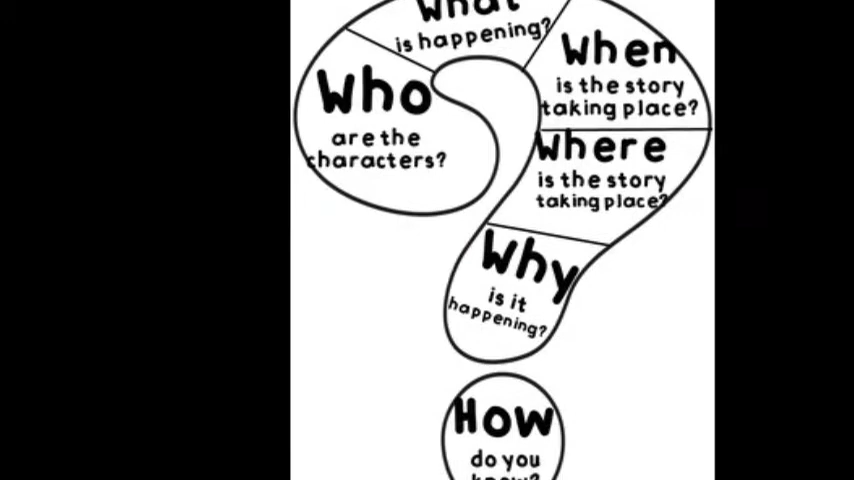 What
is happening?
Who
are the
characters?
When
is the story
taking place?
Where
is the story
taking place?
Why
is it
happening?
How
do you
know?